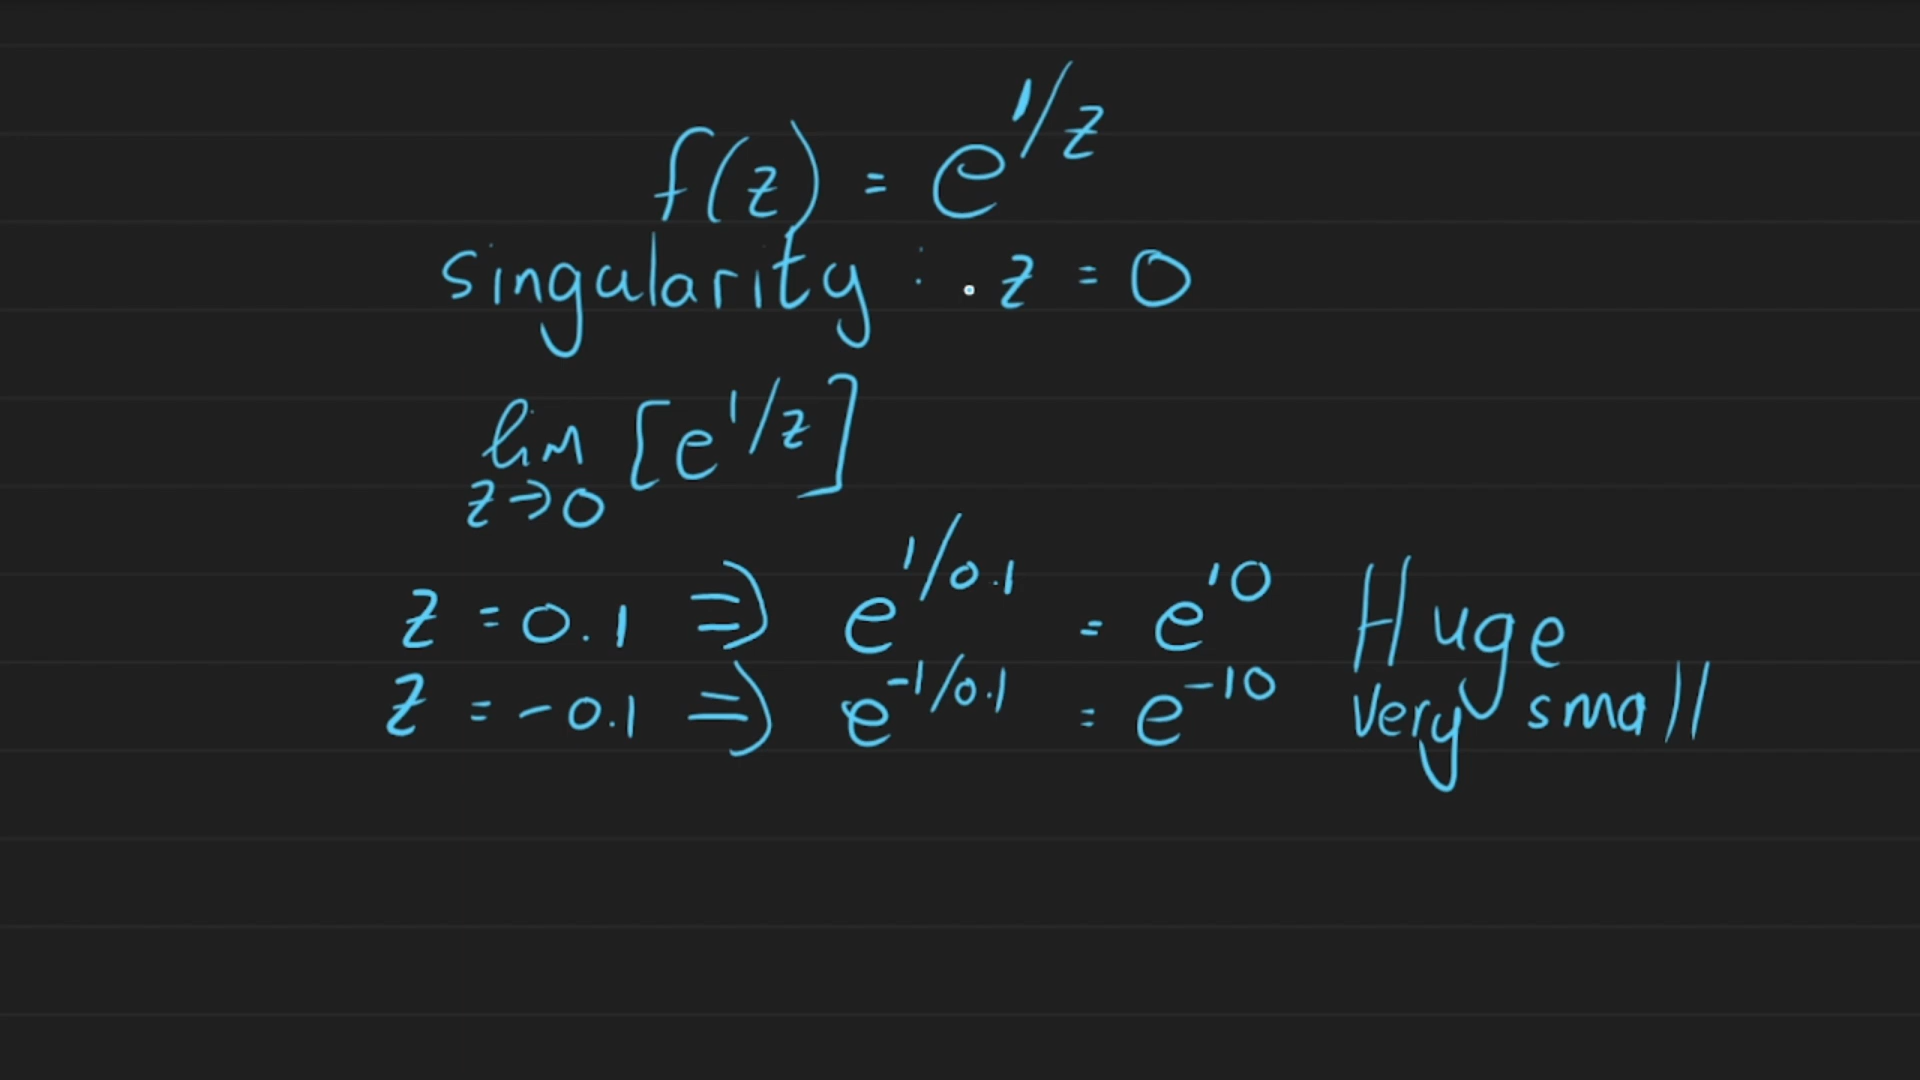 f(z) = e^{1/z}
singularity : z = 0
lim_{z→0} [e^{1/z}]
z = 0.1 ⇒ e^{1/0.1} = e^{10} Huge
z = -0.1 ⇒ e^{-1/0.1} = e^{-10} very small